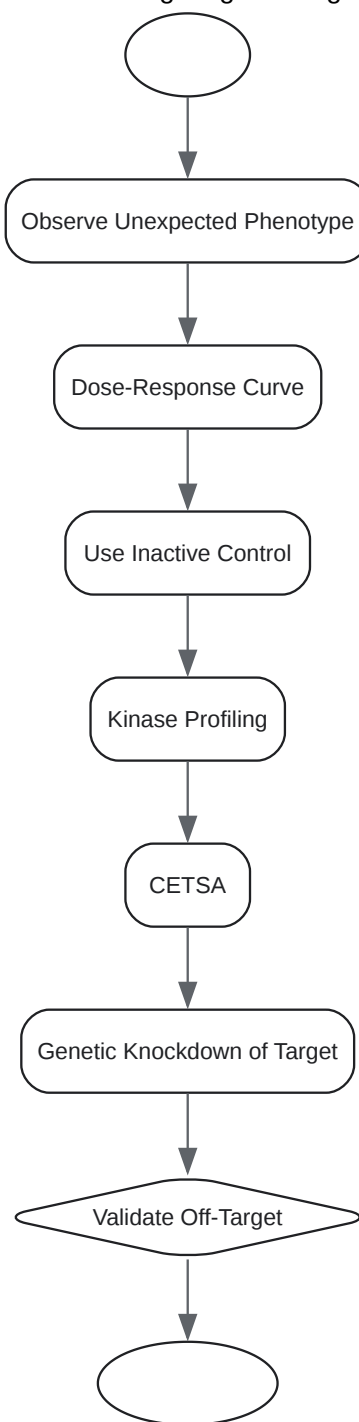 Observe Unexpected Phenotype
Dose-Response Curve
Use Inactive Control
Kinase Profiling
CETSA
Genetic Knockdown of Target
Validate Off-Target